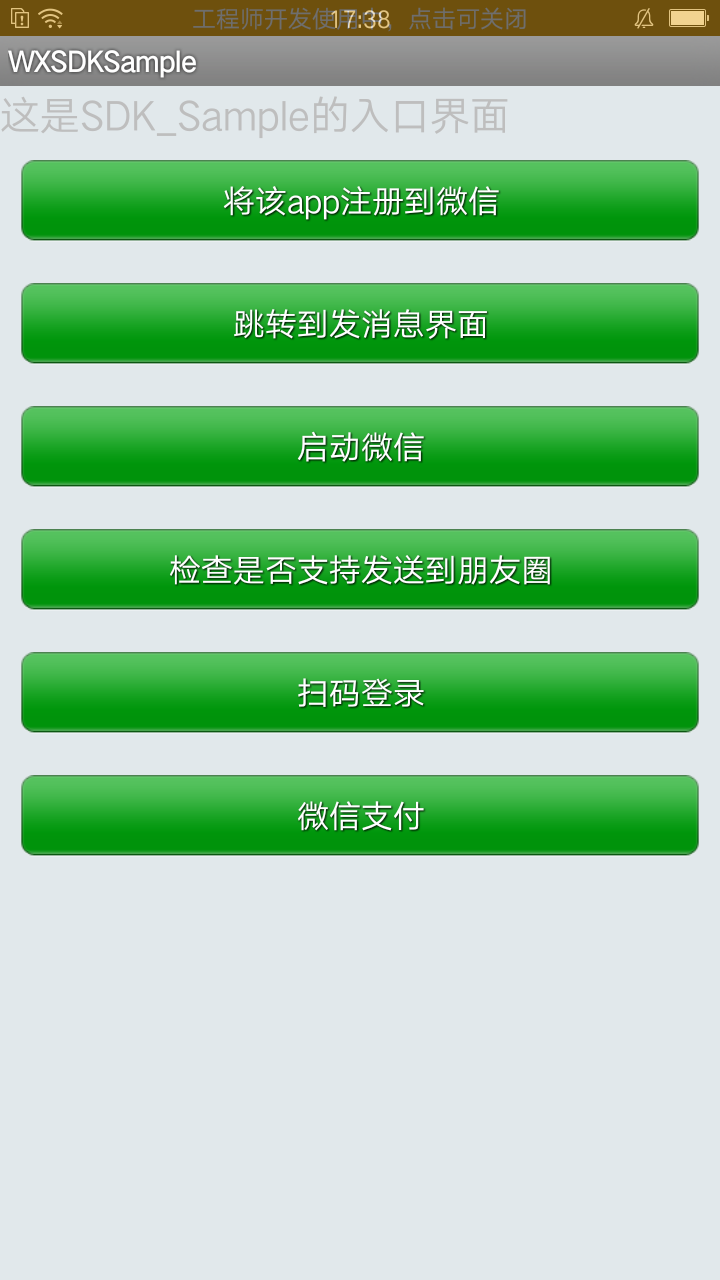 工程师开发使用中，点击可关闭
17:38
WXSDKSample
这是SDK_Sample的入口界面
将该app注册到微信
跳转到发消息界面
启动微信
检查是否支持发送到朋友圈
扫码登录
微信支付